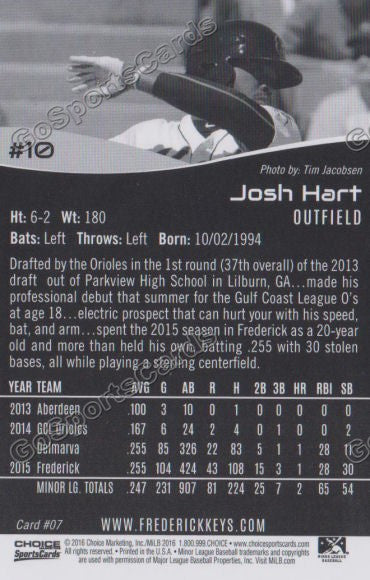 #10
Photo by: Tim Jacobsen
Josh Hart
OUTFIELD
Ht: 6-2 Wt: 180
Bats: Left Throws: Left Born: 10/02/1994
Drafted by the Orioles in the 1st round (37th overall) of the 2013
draft out of Parkview High School in Lilburn, GA...made his
professional debut that summer for the Gulf Coast League O's
at age 18...electric prospect that can hurt your with his speed,
bat, and arm...spent the 2015 season in Frederick as a 20-year
old and more than held his own, batting .255 with 30 stolen
bases, all while playing a sterling centerfield.
YEAR TEAM AVG G AB R H 2B 3B HR RBI SB
2013 Aberdeen .100 3 10 0 1 0 0 0 0 0
2014 GCL Orioles .167 6 24 2 4 0 1 0 0 2
Delmarva .255 85 326 22 83 5 1 1 28 11
2015 Frederick .255 104 424 43 108 15 3 1 28 30
MINOR LG. TOTALS .247 231 907 81 224 25 7 2 65 54
Card #07
WWW.FREDERICKKEYS.COM
CHOICE
SportsCards
© 2016 Choice Marketing, Inc./MiLB 2016 1.800.999.CHOICE • www.choicesportscards.com
All rights reserved. • Printed in the U.S.A. • Minor League Baseball trademarks and copyrights
are used with permission of Major League Baseball Properties, Inc. Visit MiLB.com
MINOR LEAGUE
BASEBALL
GoSportsCards
GoSportsCards
GoSportsCards
GoSportsCards
GoSportsCards